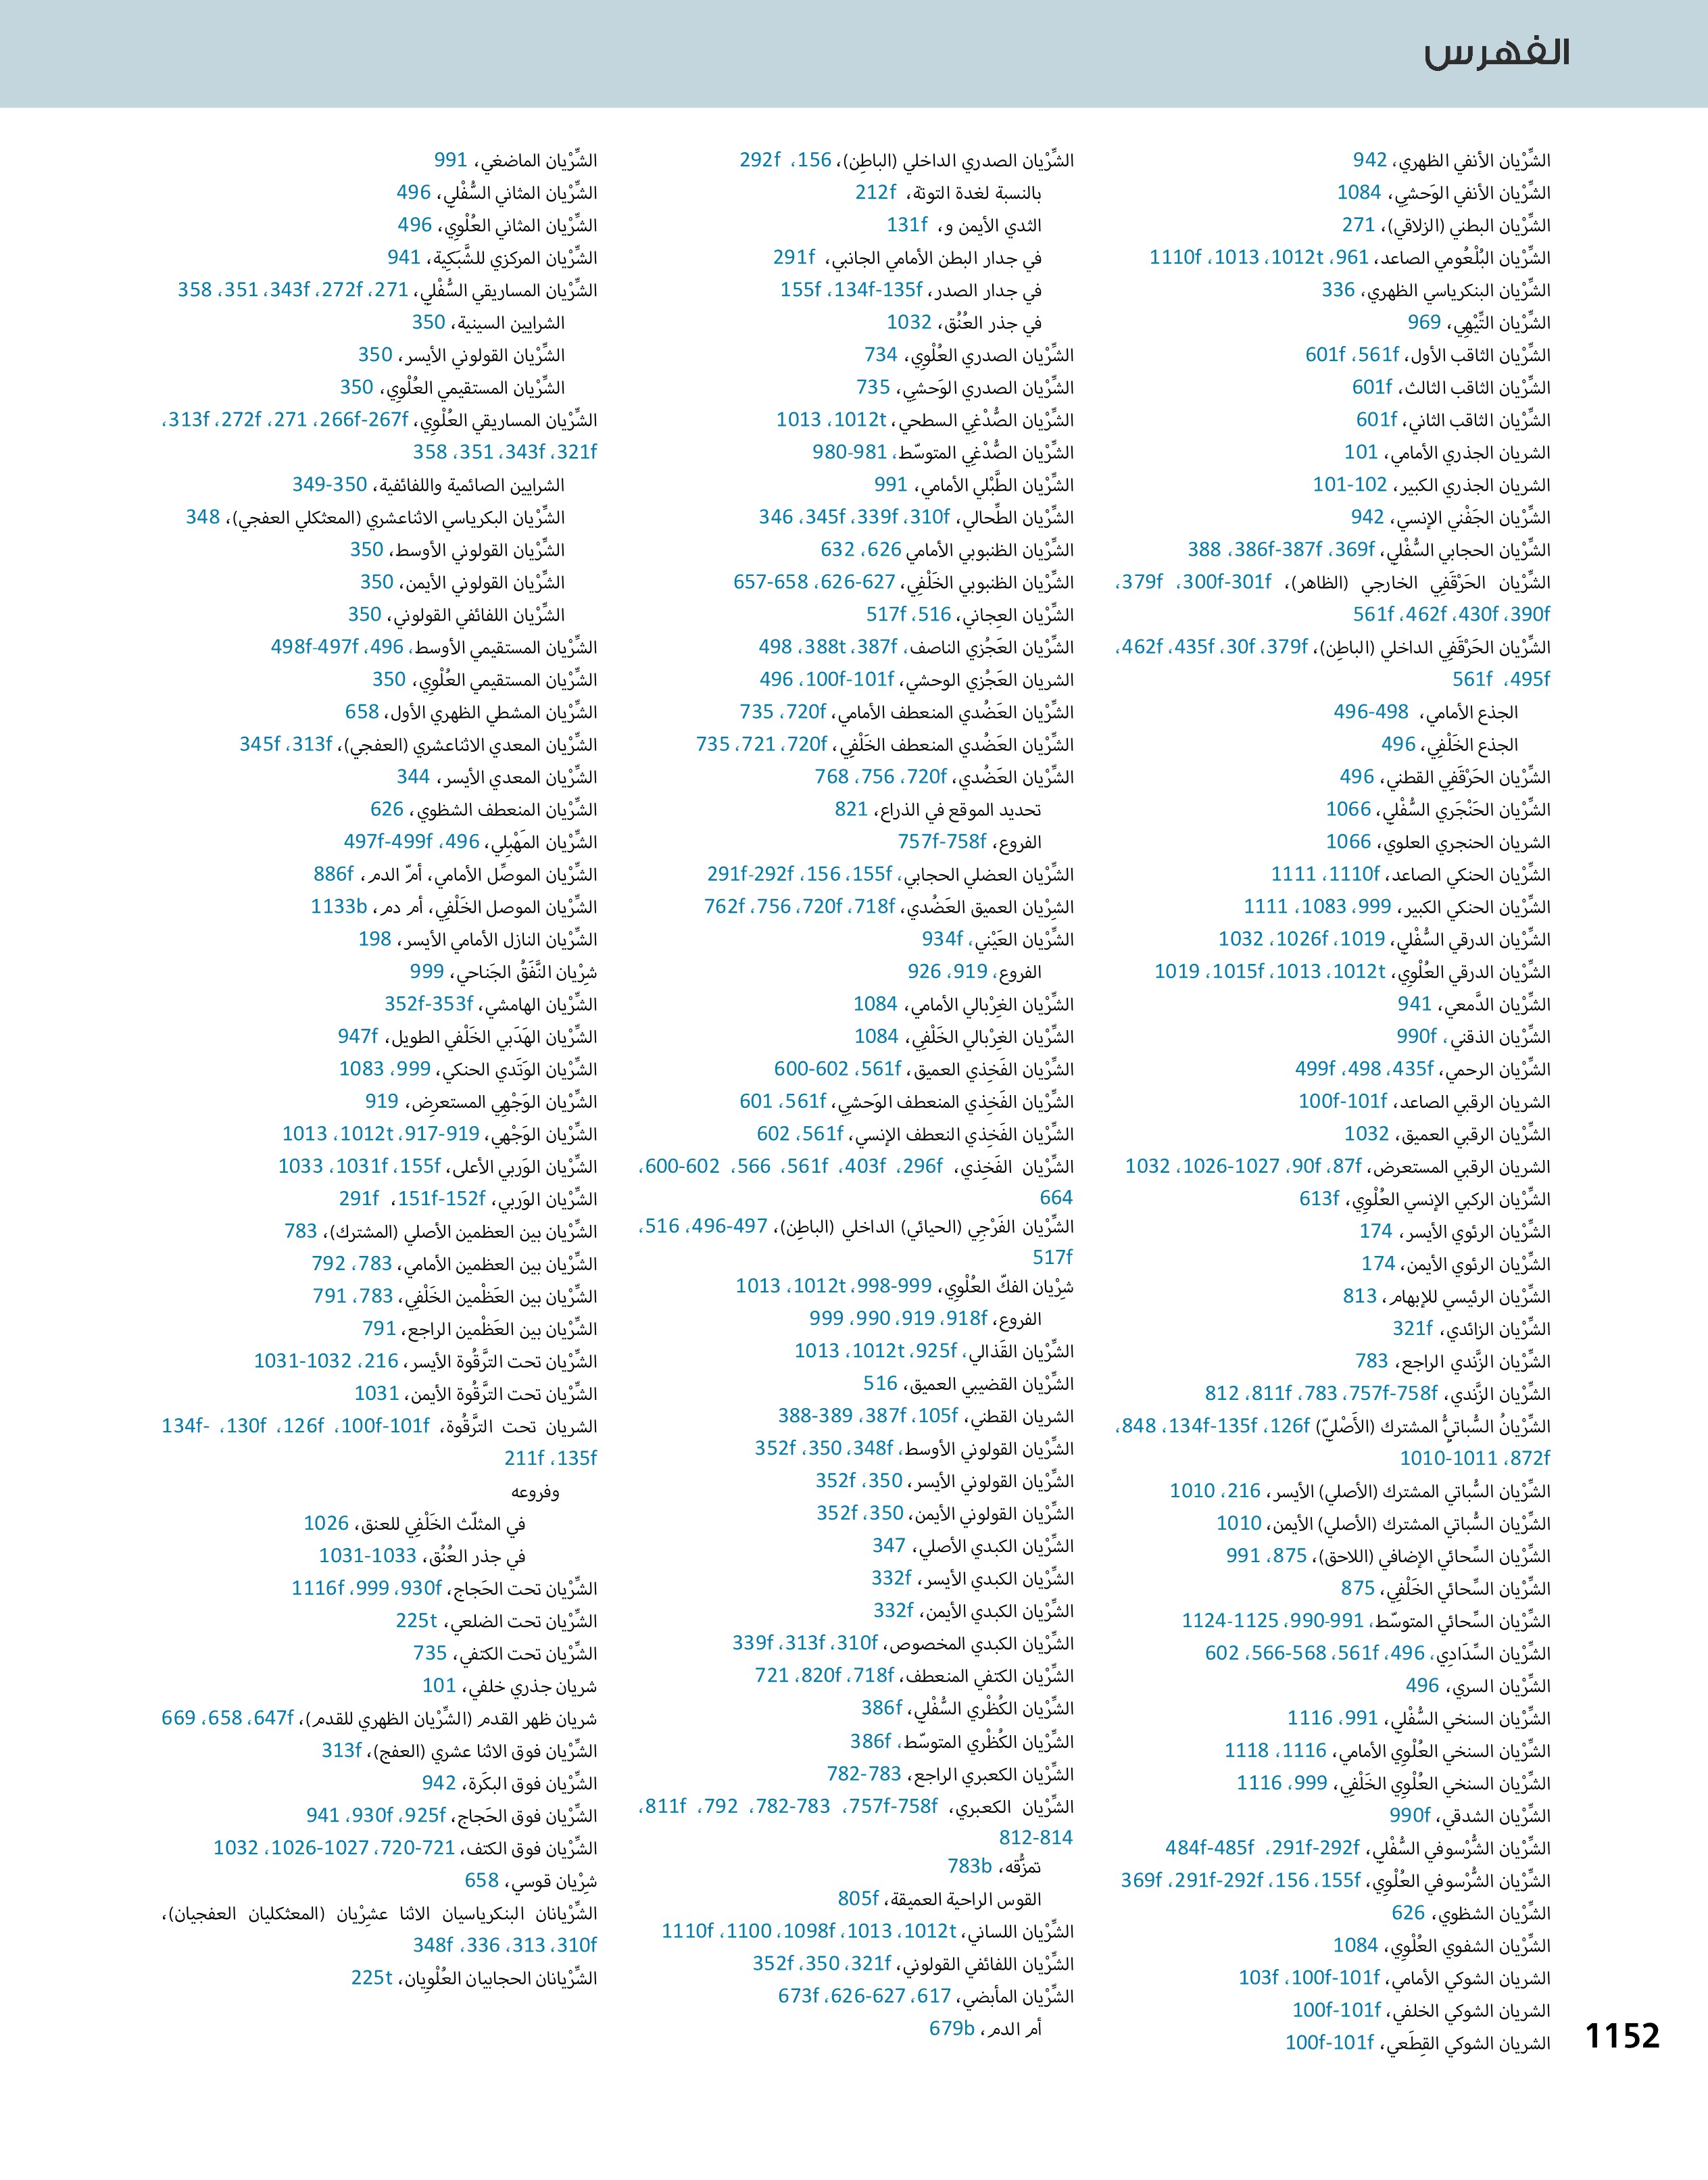 الفهرس
الشِّرْيان الأنفي الظهري، 942
الشِّرْيان الأنفي الوَحشي، 1084
الشِّرْيان البطني (الزلاقي)، 271
الشِّرْيان البُلْعُومي الصاعد، 961، 1012t، 1013، 1110f
الشِّرْيان البنكرياسي الظهري، 336
الشِّرْيان التِّيْهِي، 969
الشِّرْيان الثاقب الأول، 561f، 601f
الشِّرْيان الثاقب الثالث، 601f
الشِّرْيان الثاقب الثاني، 601f
الشريان الجذري الأمامي، 101
الشريان الجذري الكبير، 101-102
الشِّرْيان الجَفْني الإنسي، 942
الشِّرْيان الحجابي السُّفْلِي، 369f، 386f-387f، 388
الشِّرْيان الحَرْقَفِي الخارجي (الظاهر)، 300f-301f، 379f،
390f، 430f، 462f، 561f
الشِّرْيان الحَرْقَفِي الداخلي (الباطِن)، 379f، 30f، 435f، 462f،
495f، 561f
الجذع الأمامي، 496-498
الجذع الخَلْفِي، 496
الشِّرْيان الحَرْقَفِي القطني، 496
الشِّرْيان الحَنْجَري السُّفْلِي، 1066
الشريان الحنجري العلوي، 1066
الشِّرْيان الحنكي الصاعد، 1110f، 1111
الشِّرْيان الحنكي الكبير، 999، 1083، 1111
الشِّرْيان الدرقي السُّفْلِي، 1019، 1026f، 1032
الشِّرْيان الدرقي العُلْوِي، 1012t، 1013، 1015f، 1019
الشِّرْيان الدَّمعي، 941
الشِّرْيان الذقني، 990f
الشِّرْيان الرحمي، 435f، 498، 499f
الشريان الرقبي الصاعد، 100f-101f
الشِّرْيان الرقبي العميق، 1032
الشريان الرقبي المستعرض، 87f، 90f، 1026-1027، 1032
الشِّرْيان الركبي الإنسي العُلْوِي، 613f
الشِّرْيان الرئوي الأيسر، 174
الشِّرْيان الرئوي الأيمن، 174
الشِّرْيان الرئيسي للإبهام، 813
الشِّرْيان الزائدي، 321f
الشِّرْيان الزَّندي الراجع، 783
الشِّرْيان الزَّندي، 757f-758f، 783، 811f، 812
الشِّرْيانُ السُّباتِيُّ المشترك (الأَصْلِيّ) 126f، 134f-135f، 848،
872f، 1010-1011
الشِّرْيان السُّباتي المشترك (الأصلي) الأيسر، 216، 1010
الشِّرْيان السُّباتي المشترك (الأصلي) الأيمن، 1010
الشِّرْيان السِّحائي الإضافي (اللاحق)، 875، 991
الشِّرْيان السِّحائي الخَلْفِي، 875
الشِّرْيان السِّحائي المتوسّط، 990-991، 1124-1125
الشِّرْيان السِّدَادِي، 496، 561f، 566-568، 602
الشِّرْيان السري، 496
الشِّرْيان السنخي السُّفْلِي، 991، 1116
الشِّرْيان السنخي العُلْوِي الأمامي، 1116، 1118
الشِّرْيان السنخي العُلْوِي الخَلْفِي، 999، 1116
الشِّرْيان الشدقي، 990f
الشِّرْيان الشُّرْسوفي السُّفْلِي، 291f-292f، 484f-485f
الشِّرْيان الشُّرْسوفي العُلْوِي، 155f، 156، 291f-292f، 369f
الشِّرْيان الشظوي، 626
الشِّرْيان الشفوي العُلْوِي، 1084
الشريان الشوكي الأمامي، 100f-101f، 103f
الشريان الشوكي الخلفي، 100f-101f
الشريان الشوكي القِطَعي، 100f-101f
الشِّرْيان الصدري الداخلي (الباطِن)، 156، 292f
بالنسبة لغدة التوتة، 212f
الثدي الأيمن و، 131f
في جدار البطن الأمامي الجانبي، 291f
في جدار الصدر، 134f-135f، 155f
في جذر العُنُق، 1032
الشِّرْيان الصدري العُلْوِي، 734
الشِّرْيان الصدري الوَحشي، 735
الشِّرْيان الصُّدْغِي السطحي، 1012t، 1013
الشِّرْيان الصُّدْغِي المتوسّط، 980-981
الشِّرْيان الطَّبْلي الأمامي، 991
الشِّرْيان الطِّحالي، 310f، 339f، 345f، 346
الشِّرْيان الظنبوبي الأمامي 626، 632
الشِّرْيان الظنبوبي الخَلْفِي، 626-627، 657-658
الشِّرْيان العِجاني، 516، 517f
الشِّرْيان العَجُزي الناصف، 387f، 388t، 498
الشريان العَجُزي الوحشي، 100f-101f، 496
الشِّرْيان العَضُدي المنعطف الأمامي، 720f، 735
الشِّرْيان العَضُدي المنعطف الخَلْفِي، 720f، 721، 735
الشِّرْيان العَضُدي، 720f، 756، 768
تحديد الموقع في الذراع، 821
الفروع، 757f-758f
الشِّرْيان العضلي الحجابي، 155f، 156، 291f-292f
الشِّرْيان العميق العَضُدي، 718f، 720f، 756، 762f
الشِّرْيان العَيْني، 934f
الفروع، 919، 926
الشِّرْيان الغِرْبالي الأمامي، 1084
الشِّرْيان الغِرْبالي الخَلْفِي، 1084
الشِّرْيان الفَخِذي العميق، 561f، 600-602
الشِّرْيان الفَخِذي المنعطف الوَحشي، 561f، 601
الشِّرْيان الفَخِذي النعطف الإنسي، 561f، 602
الشِّرْيان الفَخِذي، 296f، 403f، 561f، 566، 600-602،
664
الشِّرْيان الفَرْجِي (الحيائي) الداخلي (الباطِن)، 496-497، 516،
517f
شِرْيان الفكّ العُلْوِي، 998-999، 1012t، 1013
الفروع، 918f، 919، 990، 999
الشِّرْيان القَذالي، 925f، 1012t، 1013
الشِّرْيان القضيبي العميق، 516
الشريان القطني، 105f، 387f، 388-389
الشِّرْيان القولوني الأوسط، 348f، 350، 352f
الشِّرْيان القولوني الأيسر، 350، 352f
الشِّرْيان القولوني الأيمن، 350، 352f
الشِّرْيان الكبدي الأصلي، 347
الشِّرْيان الكبدي الأيسر، 332f
الشِّرْيان الكبدي الأيمن، 332f
الشِّرْيان الكبدي المخصوص، 310f، 313f، 339f
الشِّرْيان الكتفي المنعطف، 718f، 820f، 721
الشِّرْيان الكُظْري السُّفْلِي، 386f
الشِّرْيان الكُظْري المتوسّط، 386f
الشِّرْيان الكعبري الراجع، 782-783
الشِّرْيان الكعبري، 757f-758f، 782-783، 792، 811f،
812-814
تمزُّقه، 783b
القوس الراحية العميقة، 805f
الشِّرْيان اللساني، 1012t، 1013، 1098f، 1100، 1110f
الشِّرْيان اللفائفي القولوني، 321f، 350، 352f
الشِّرْيان المأبضي، 617، 626-627، 673f
أم الدم، 679b
الشِّرْيان الماضغي، 991
الشِّرْيان المثاني السُّفْلِي، 496
الشِّرْيان المثاني العُلْوِي، 496
الشِّرْيان المركزي للشَّبَكِية، 941
الشِّرْيان المساريقي السُّفْلِي، 271، 272f، 343f، 351، 358
الشرايين السينية، 350
الشِّرْيان القولوني الأيسر، 350
الشِّرْيان المستقيمي العُلْوِي، 350
الشِّرْيان المساريقي العُلْوِي، 266f-267f، 271، 272f، 313f،
321f، 343f، 351، 358
الشرايين الصائمية واللفائفية، 349-350
الشِّرْيان البكرياسي الاثناعشري (المعثكلي العفجي)، 348
الشِّرْيان القولوني الأوسط، 350
الشِّرْيان القولوني الأيمن، 350
الشِّرْيان اللفائفي القولوني، 350
الشِّرْيان المستقيمي الأوسط، 496، 497f-498f
الشِّرْيان المستقيمي العُلْوِي، 350
الشِّرْيان المشطي الظهري الأول، 658
الشِّرْيان المعدي الاثناعشري (العفجي)، 313f، 345f
الشِّرْيان المعدي الأيسر، 344
الشِّرْيان المنعطف الشظوي، 626
الشِّرْيان المَهْبِلي، 496، 497f-499f
الشِّرْيان الموصِّل الأمامي، أمّ الدم، 886f
الشِّرْيان الموصل الخَلْفِي، أم دم، 1133b
الشِّرْيان النازل الأمامي الأيسر، 198
شِرْيان النَّفَقُ الجَناحي، 999
الشِّرْيان الهامشي، 352f-353f
الشِّرْيان الهَدَبي الخَلْفي الطويل، 947f
الشِّرْيان الوَتَدي الحنكي، 999، 1083
الشِّرْيان الوَجْهِي المستعرِض، 919
الشِّرْيان الوَجْهِي، 917-919، 1012t، 1013
الشِّرْيان الوَربي الأعلى، 155f، 1031f، 1033
الشِّرْيان الوَربي، 151f-152f، 291f
الشِّرْيان بين العظمين الأصلي (المشترك)، 783
الشِّرْيان بين العظمين الأمامي، 783، 792
الشِّرْيان بين العَظْمين الخَلْفِي، 783، 791
الشِّرْيان بين العَظْمين الراجع، 791
الشِّرْيان تحت التَّرقُوة الأيسر، 216، 1031-1032
الشِّرْيان تحت التَّرقُوة الأيمن، 1031
الشريان تحت التَّرقُوة، 100f-101f، 126f، 130f، 134f-
135f، 211f
وفروعه
في المثلّث الخَلْفِي للعنق، 1026
في جذر العُنُق، 1031-1033
الشِّرْيان تحت الحَجاج، 930f، 999، 1116f
الشِّرْيان تحت الضلعي، 225t
الشِّرْيان تحت الكتفي، 735
شريان جذري خلفي، 101
شريان ظهر القدم (الشِّرْيان الظهري للقدم)، 647f، 658، 669
الشِّرْيان فوق الاثنا عشري (العفج)، 313f
الشِّرْيان فوق البكَرة، 942
الشِّرْيان فوق الحَجاج، 925f، 930f، 941
الشِّرْيان فوق الكتف، 720-721، 1026-1027، 1032
شِرْيان قوسي، 658
الشِّرْيانان البنكرياسيان الاثنا عشرِيان (المعثكليان العفجيان)،
310f، 313، 336، 348f
الشِّرْيانان الحجابيان العُلْوِيان، 225t
1152